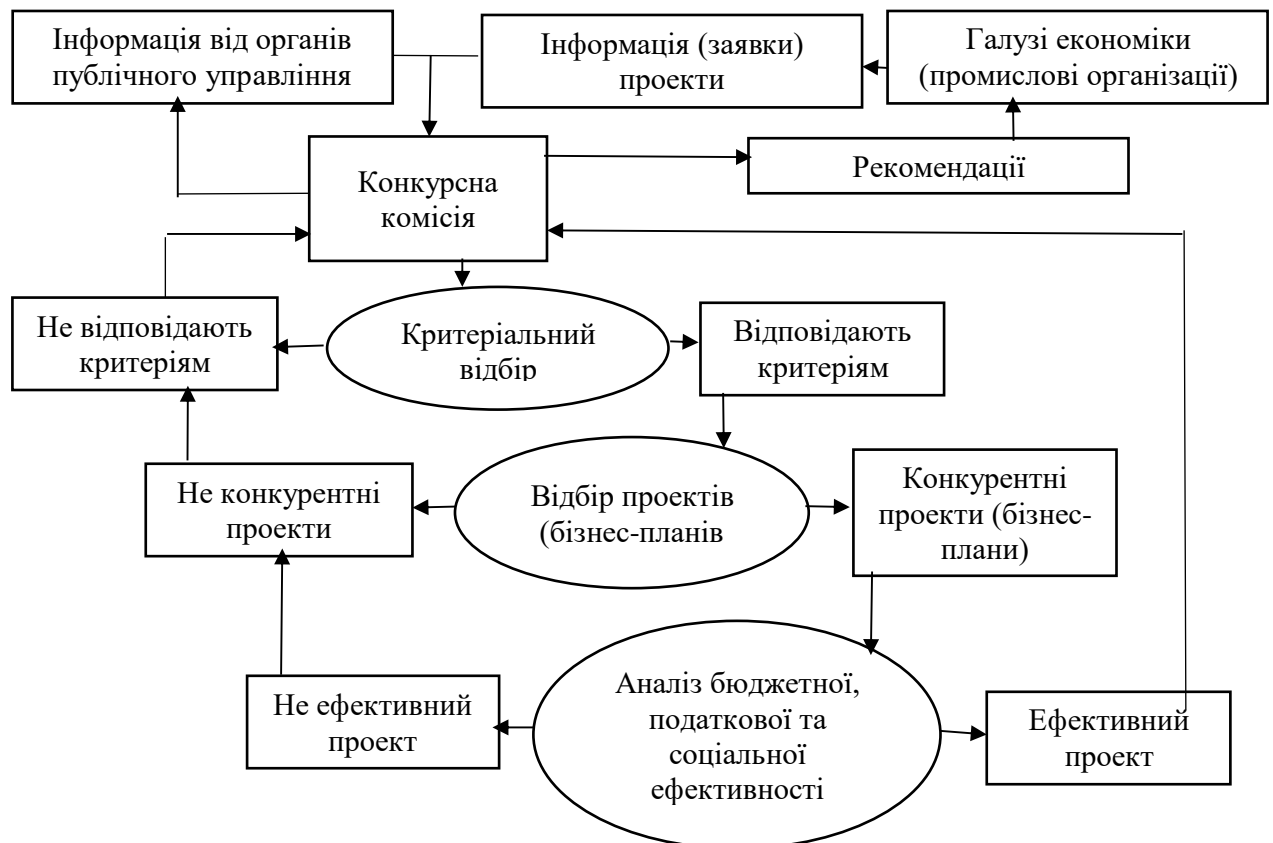 Інформація від органів
публічного управління
Інформація (заявки)
проекти
Галузі економіки
(промислові організації)
Конкурсна
комісія
Рекомендації
Не відповідають
критеріям
Критеріальний
відбір
Відповідають
критеріям
Не конкурентні
проекти
Відбір проектів
(бізнес-планів
Конкурентні
проекти (бізнес-
плани)
Не ефективний
проект
Аналіз бюджетної,
податкової та
соціальної
ефективності
Ефективний
проект